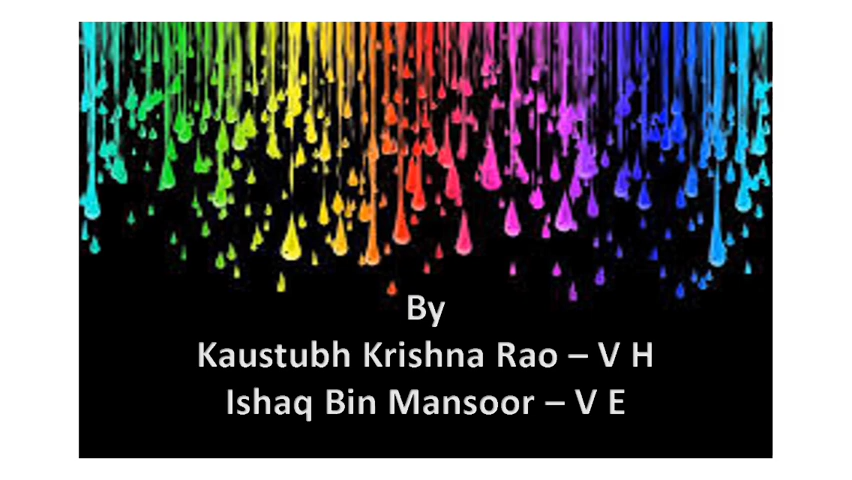 By
Kaustubh Krishna Rao – V H
Ishaq Bin Mansoor – V E